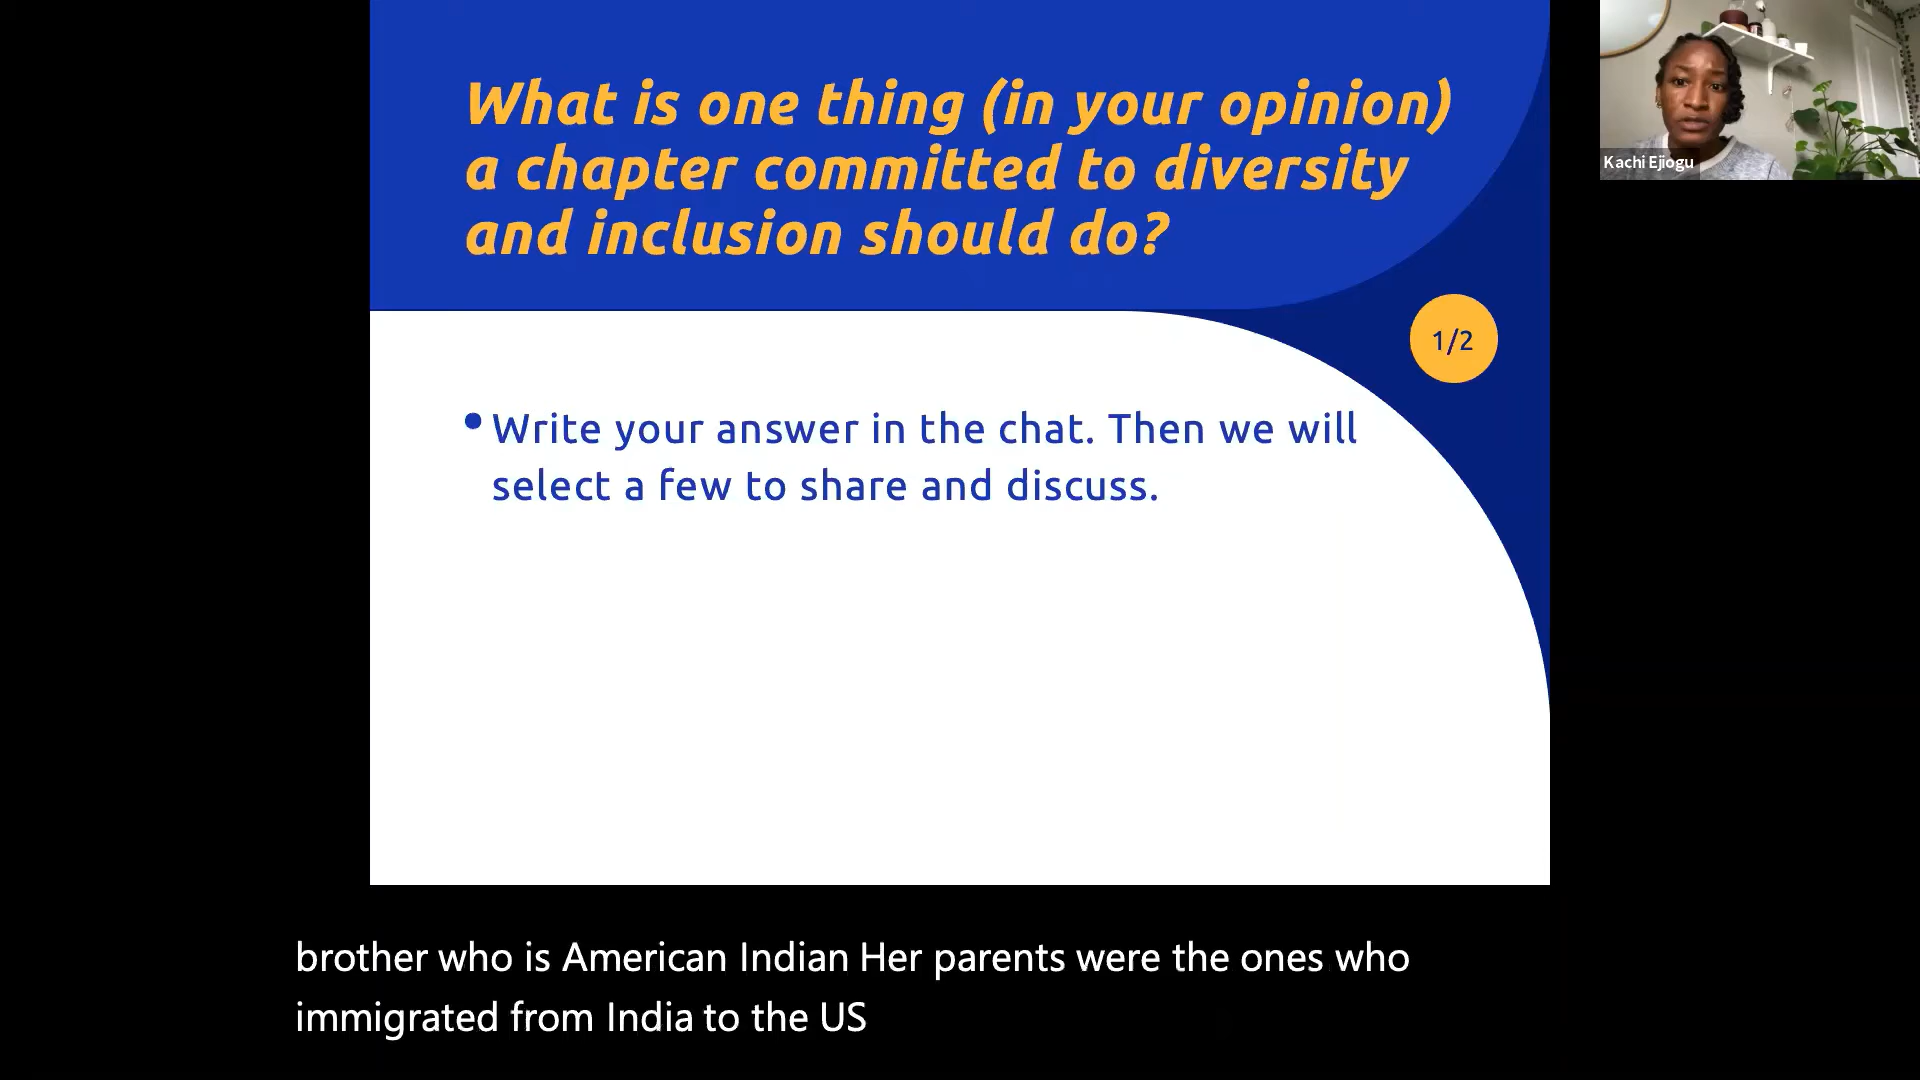 What is one thing (in your opinion)
a chapter committed to diversity
and inclusion should do?
1/2
• Write your answer in the chat. Then we will
select a few to share and discuss.
Kachi Ejiogu
brother who is American Indian Her parents were the ones who
immigrated from India to the US